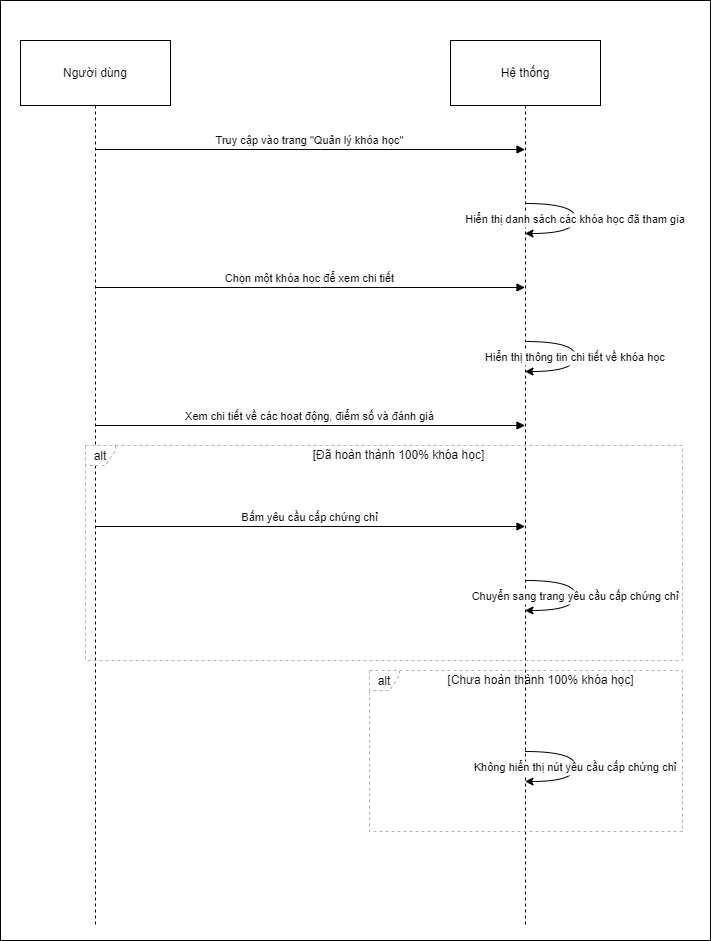 Người dùng
Hệ thống
Truy cập vào trang "Quản lý khóa học"
Hiển thị danh sách các khóa học đã tham gia
Chọn một khóa học để xem chi tiết
Hiển thị thông tin chi tiết về khóa học
Xem chi tiết về các hoạt động, điểm số và đánh giá
alt
[Đã hoàn thành 100% khóa học]
Bấm yêu cầu cấp chứng chỉ
Chuyển sang trang yêu cầu cấp chứng chỉ
alt
[Chưa hoàn thành 100% khóa học]
Không hiển thị nút yêu cầu cấp chứng chỉ